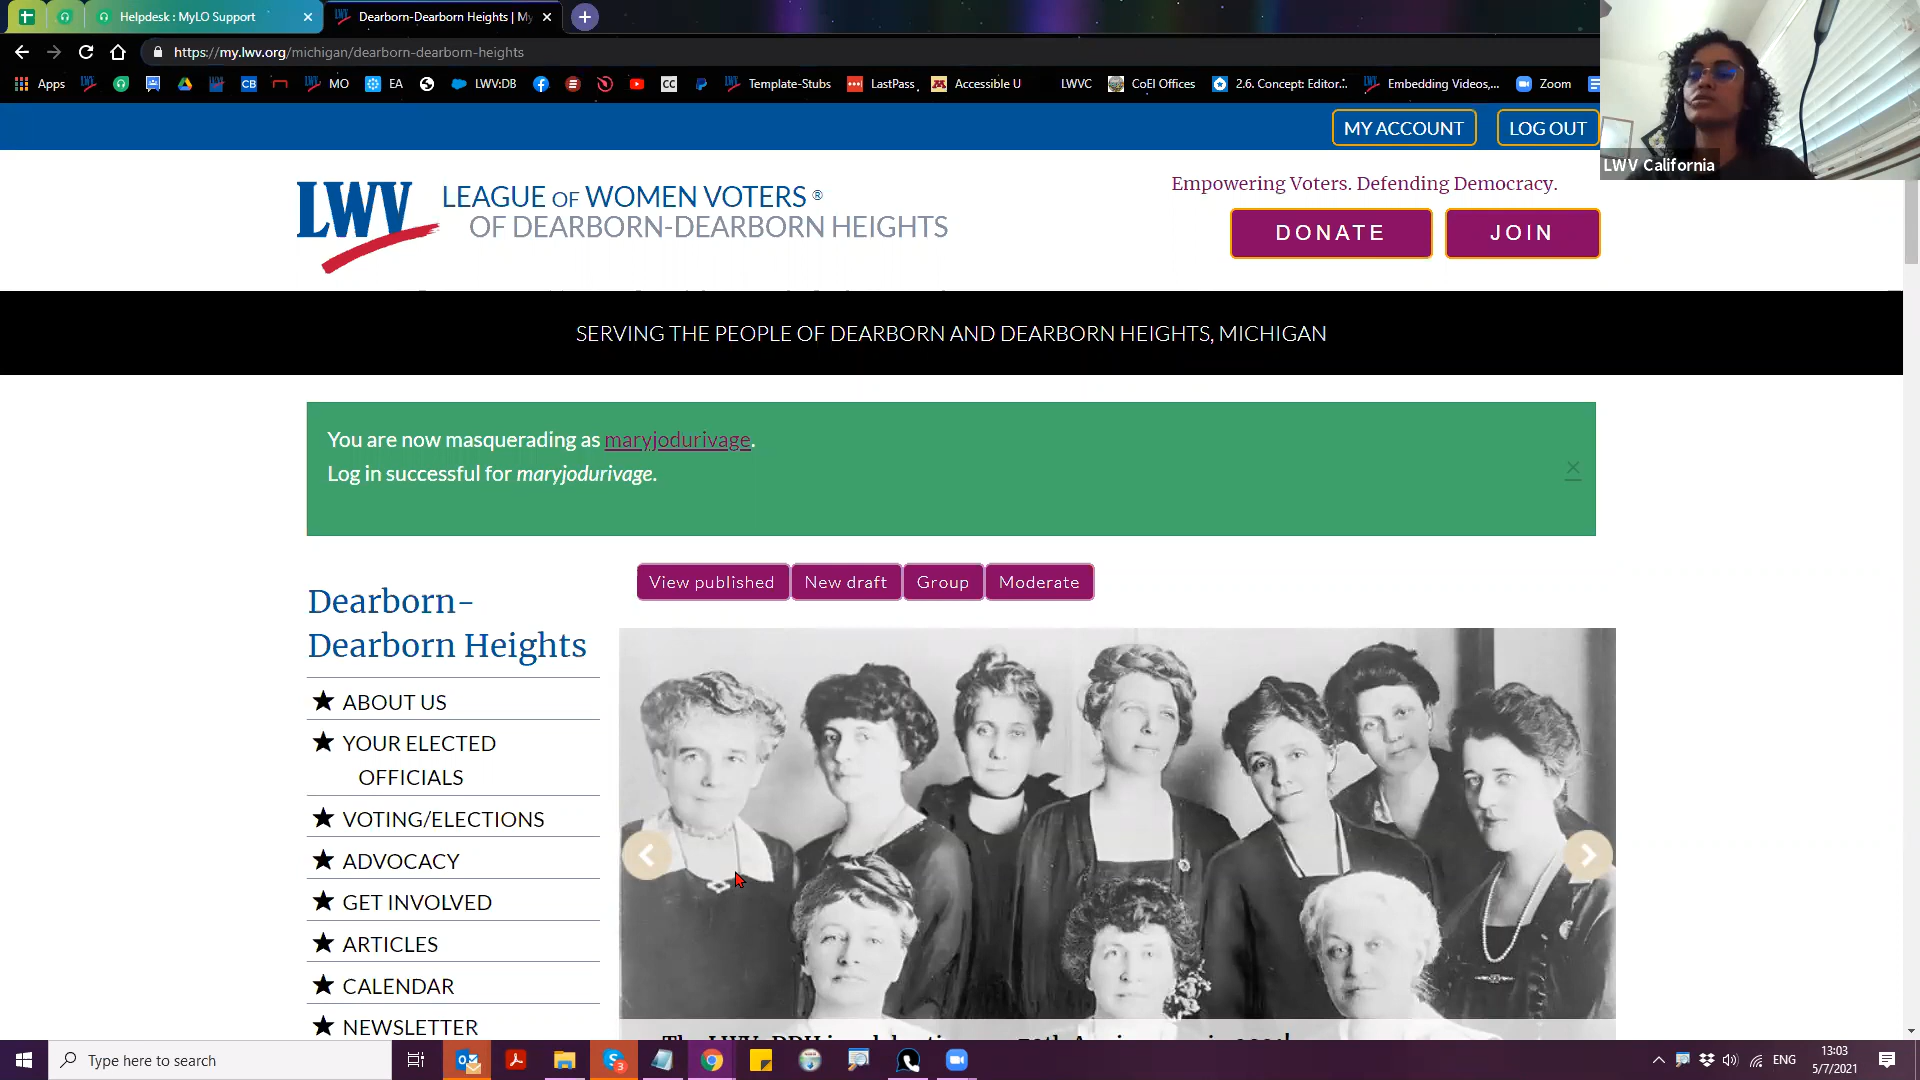 Helpdesk : MyLO Support
Dearborn-Dearborn Heights | My
https://my.lwv.org/michigan/dearborn-dearborn-heights
Apps
CB
MO
EA
LWV:DB
CC
Template-Stubs
LastPass
Accessible U
LWVC
CoEI Offices
2.6. Concept: Editor...
Embedding Videos,...
Zoom
LWV California
MY ACCOUNT
LOG OUT
LWV
LEAGUE OF WOMEN VOTERS ®
OF DEARBORN-DEARBORN HEIGHTS
Empowering Voters. Defending Democracy.
DONATE
JOIN
SERVING THE PEOPLE OF DEARBORN AND DEARBORN HEIGHTS, MICHIGAN
You are now masquerading as maryjodurivage.
Log in successful for maryjodurivage.
View published
New draft
Group
Moderate
Dearborn-
Dearborn Heights
ABOUT US
YOUR ELECTED
OFFICIALS
VOTING/ELECTIONS
ADVOCACY
GET INVOLVED
ARTICLES
CALENDAR
NEWSLETTER
Type here to search
ENG
13:03
5/7/2021